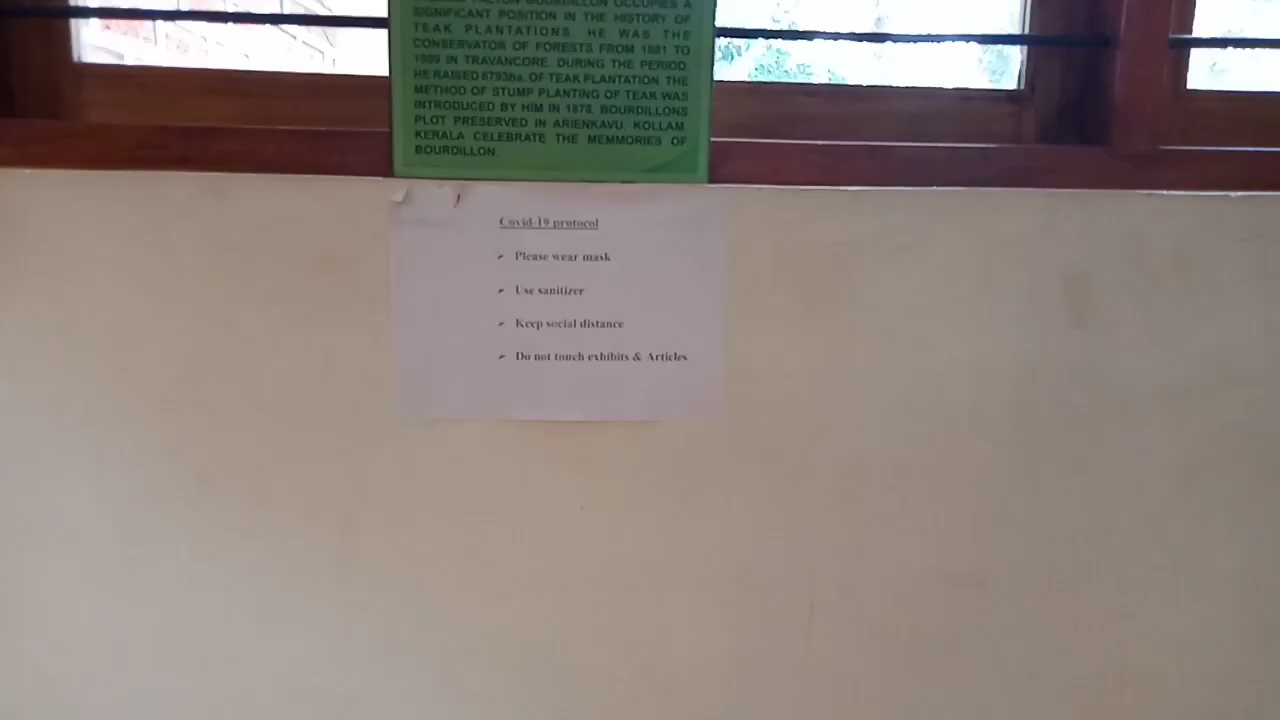 BOURDILLON OCCUPIES A
SIGNIFICANT POSITION IN THE HISTORY OF
TEAK PLANTATIONS. HE WAS THE
CONSERVATOR OF FORESTS FROM 1881 TO
1909 IN TRAVANCORE. DURING THE PERIOD
HE RAISED 6793ha. OF TEAK PLANTATION. THE
METHOD OF STUMP PLANTING OF TEAK WAS
INTRODUCED BY HIM IN 1878. BOURDILLONS
PLOT PRESERVED IN ARIENKAVU, KOLLAM,
KERALA CELEBRATE THE MEMMORIES OF
BOURDILLON.
Covid-19 protocol
➢ Please wear mask
➢ Use sanitizer
➢ Keep social distance
➢ Do not touch exhibits & Articles